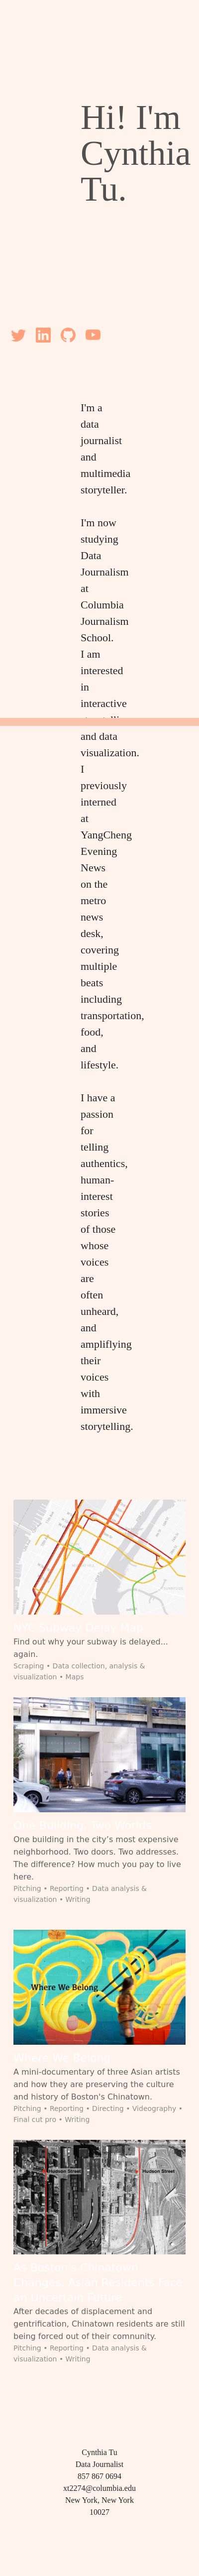 Hi! I'm
Cynthia
Tu.
I'm a
data
journalist
and
multimedia
storyteller.
I'm now
studying
Data
Journalism
at
Columbia
Journalism
School.
I am
interested
in
interactive
and data
visualization.
I
previously
interned
at
YangCheng
Evening
News
on the
metro
news
desk,
covering
multiple
beats
including
transportation,
food,
and
lifestyle.
I have a
passion
for
telling
authentics,
human-
interest
stories
of those
whose
voices
are
often
unheard,
and
ampliflying
their
voices
with
immersive
storytelling.
Find out why your subway is delayed...
again.
Scraping • Data collection, analysis &
visualization • Maps
One building in the city’s most expensive
neighborhood. Two doors. Two addresses.
The difference? How much you pay to live
here.
Pitching • Reporting • Data analysis &
visualization • Writing
Where We Belong
A mini-documentary of three Asian artists
and how they are preserving the culture
and history of Boston's Chinatown.
Pitching • Reporting • Directing • Videography •
Final cut pro • Writing
Hudson Street
Hudson Street
After decades of displacement and
gentrification, Chinatown residents are still
being forced out of their community.
Pitching • Reporting • Data analysis &
visualization • Writing
Cynthia Tu
Data Journalist
857 867 0694
xt2274@columbia.edu
New York, New York
10027